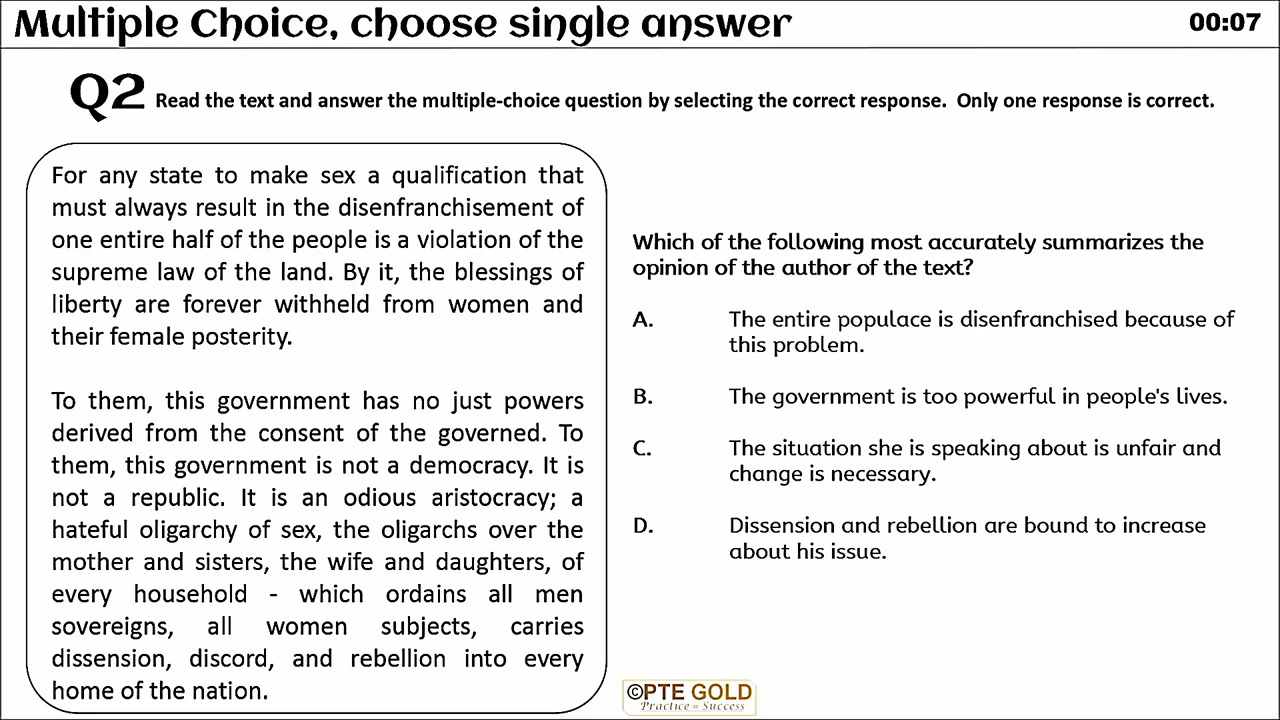 Multiple Choice, choose single answer
00:07
Q2 Read the text and answer the multiple-choice question by selecting the correct response. Only one response is correct.
For any state to make sex a qualification that
must always result in the disenfranchisement of
one entire half of the people is a violation of the
supreme law of the land. By it, the blessings of
liberty are forever withheld from women and
their female posterity.
To them, this government has no just powers
derived from the consent of the governed. To
them, this government is not a democracy. It is
not a republic. It is an odious aristocracy; a
hateful oligarchy of sex, the oligarchs over the
mother and sisters, the wife and daughters, of
every household - which ordains all men
sovereigns, all women subjects, carries
dissension, discord, and rebellion into every
home of the nation.
Which of the following most accurately summarizes the
opinion of the author of the text?
A. The entire populace is disenfranchised because of
this problem.
B. The government is too powerful in people's lives.
C. The situation she is speaking about is unfair and
change is necessary.
D. Dissension and rebellion are bound to increase
about his issue.
©PTE GOLD
Practice = Success